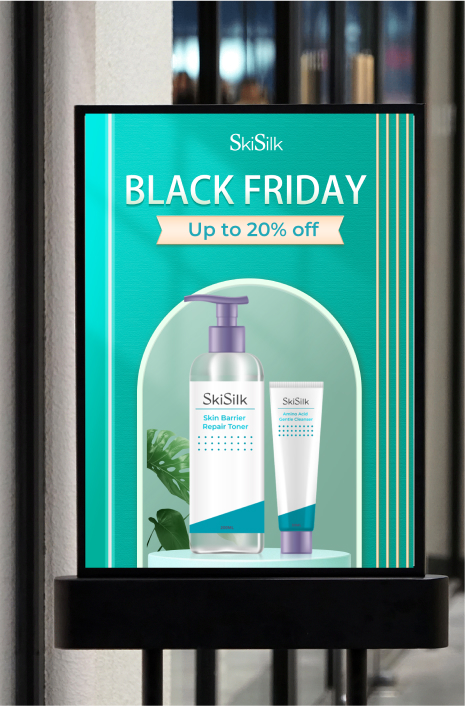 SkiSilk
BLACK FRIDAY
Up to 20% off
SkiSilk
Skin Barrier
Repair Toner
SkiSilk
Amino Acid
Gentle Cleanser